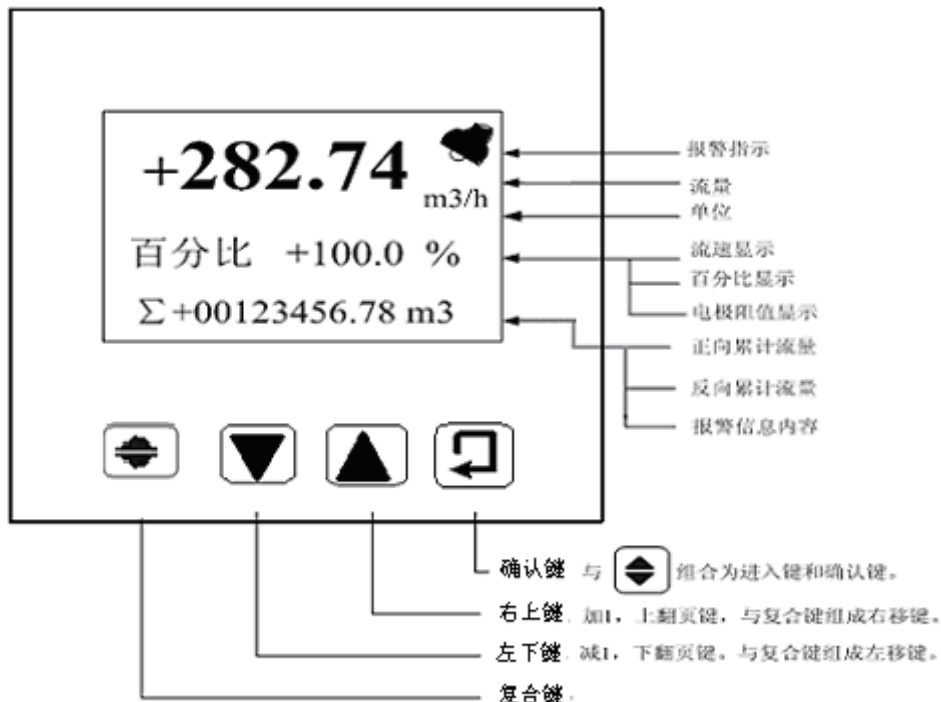 +282.74
m3/h
百分比 +100.0 %
∑+00123456.78 m3
报警指示
流量
单位
流速显示
百分比显示
电极阻值显示
正向累计流量
反向累计流量
报警信息内容
确认键 与 组合为进入键和确认键。
右上键. 加1，上翻页键，与复合键组成右移键。
左下键. 减1，下翻页键。与复合键组成左移键。
复合键.